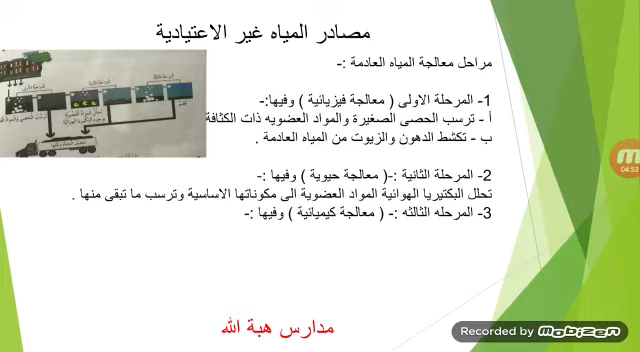 مصادر المياه غير الاعتيادية
مراحل معالجة المياه العادمة :-
1- المرحلة الاولى ( معالجة فيزيائية ) وفيها:-
أ - ترسب الحصى الصغيرة والمواد العضويه ذات الكثافة
ب - تكشط الدهون والزيوت من المياه العادمة .
2- المرحلة الثانية :- ( معالجة حيوية ) وفيها :-
تحلل البكتيريا الهوائية المواد العضوية الى مكوناتها الاساسية وترسب ما تبقى منها .
3- المرحله الثالثه :- ( معالجة كيميائية ) وفيها :-
مدارس هبة الله
04:53
Recorded by mobizen